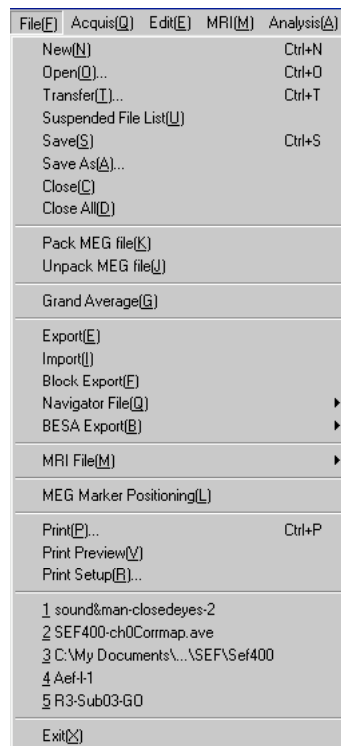 File(F) Acquis(Q) Edit(E) MRI(M) Analysis(A)
New(N) Ctrl+N
Open(O)... Ctrl+O
Transfer(T)... Ctrl+T
Suspended File List(U)
Save(S) Ctrl+S
Save As(A)...
Close(C)
Close All(D)
Pack MEG file(K)
Unpack MEG file(J)
Grand Average(G)
Export(E)
Import(I)
Block Export(F)
Navigator File(Q)
BESA Export(B)
MRI File(M)
MEG Marker Positioning(L)
Print(P)... Ctrl+P
Print Preview(V)
Print Setup(R)...
1 sound&man-closedeyes-2
2 SEF400-ch0Corrmap.ave
3 C:\My Documents\...\SEF\Sef400
4 Aef-l-1
5 R3-Sub03-GO
Exit(X)